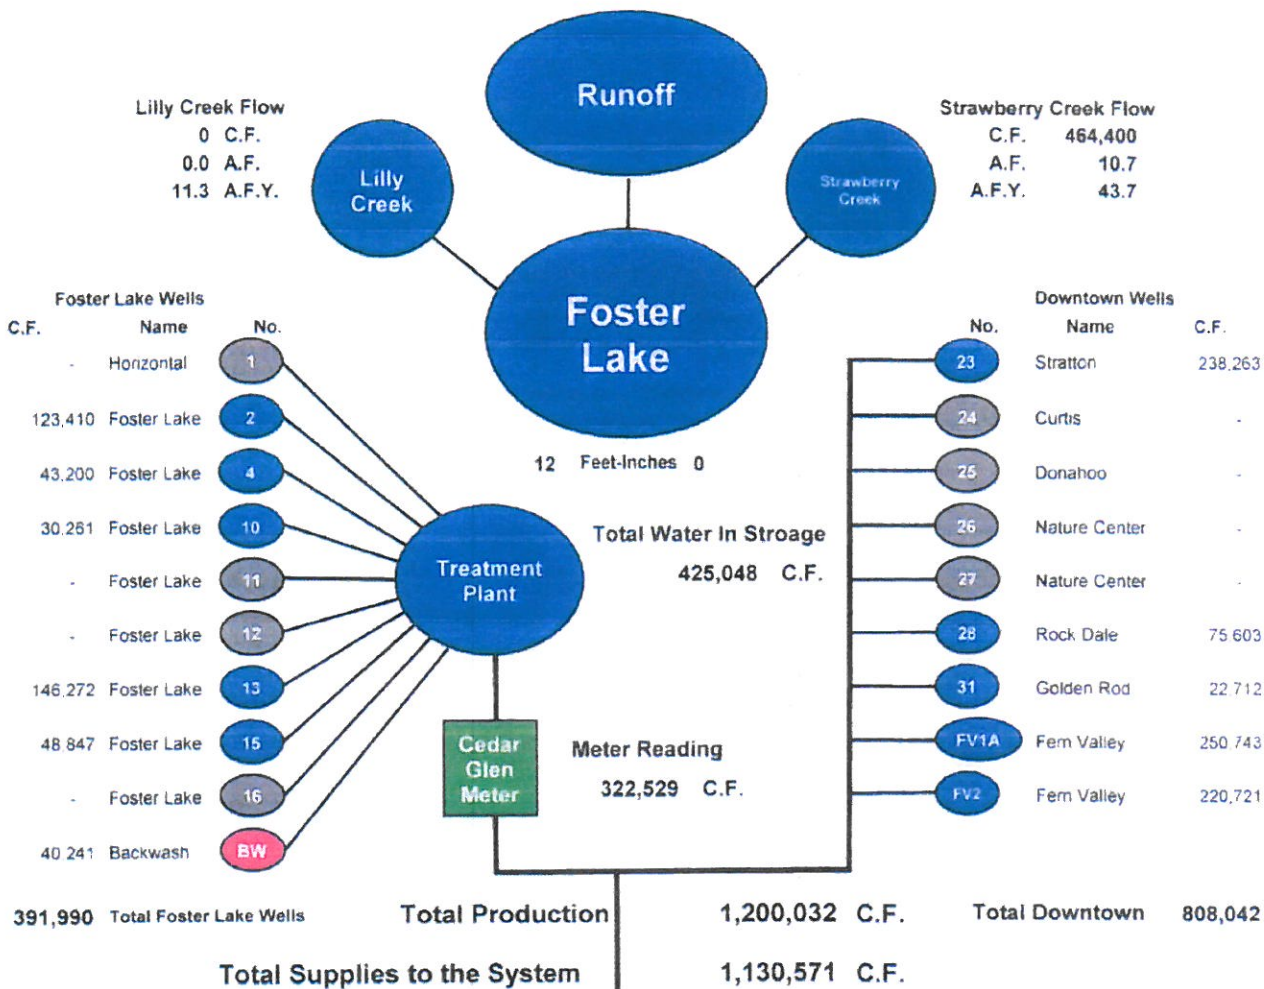 Runoff
Lilly Creek Flow
0 C.F.
0.0 A.F.
11.3 A.F.Y.
Lilly
Creek
Strawberry Creek Flow
C.F. 464,400
A.F. 10.7
A.F.Y. 43.7
Strawberry
Creek
Foster
Lake
12 Feet-Inches 0
Foster Lake Wells
C.F. Name No.
- Horizontal 1
123,410 Foster Lake 2
43,200 Foster Lake 4
30,261 Foster Lake 10
- Foster Lake 11
- Foster Lake 12
146,272 Foster Lake 13
48,847 Foster Lake 15
- Foster Lake 16
40,241 Backwash BW
391,990 Total Foster Lake Wells
Treatment
Plant
Total Water In Stroage
425,048 C.F.
Cedar
Glen
Meter
Meter Reading
322,529 C.F.
Downtown Wells
No. Name C.F.
23 Stratton 238,263
24 Curtis -
25 Donahoo -
26 Nature Center -
27 Nature Center -
28 Rock Dale 75,603
31 Golden Rod 22,712
FV1A Fern Valley 250,743
FV2 Fern Valley 220,721
Total Production 1,200,032 C.F.
Total Downtown 808,042
Total Supplies to the System 1,130,571 C.F.